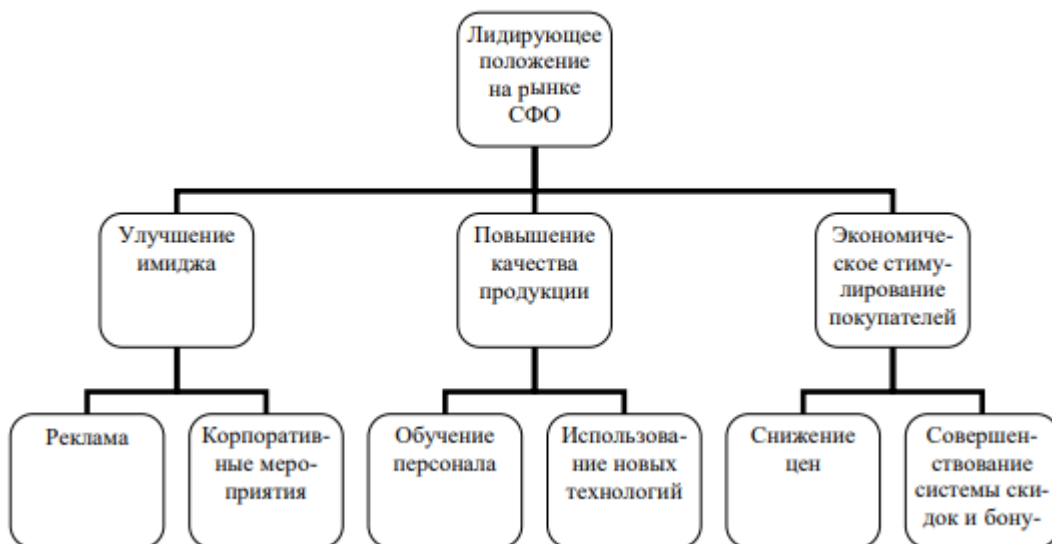 Лидирующее
положение
на рынке
СФО
Улучшение
имиджа
Повышение
качества
продукции
Экономиче-
ское стиму-
лирование
покупателей
Реклама
Корпоратив-
ные меро-
приятия
Обучение
персонала
Использова-
ние новых
технологий
Снижение
цен
Совершен-
ствование
системы ски-
док и бону-